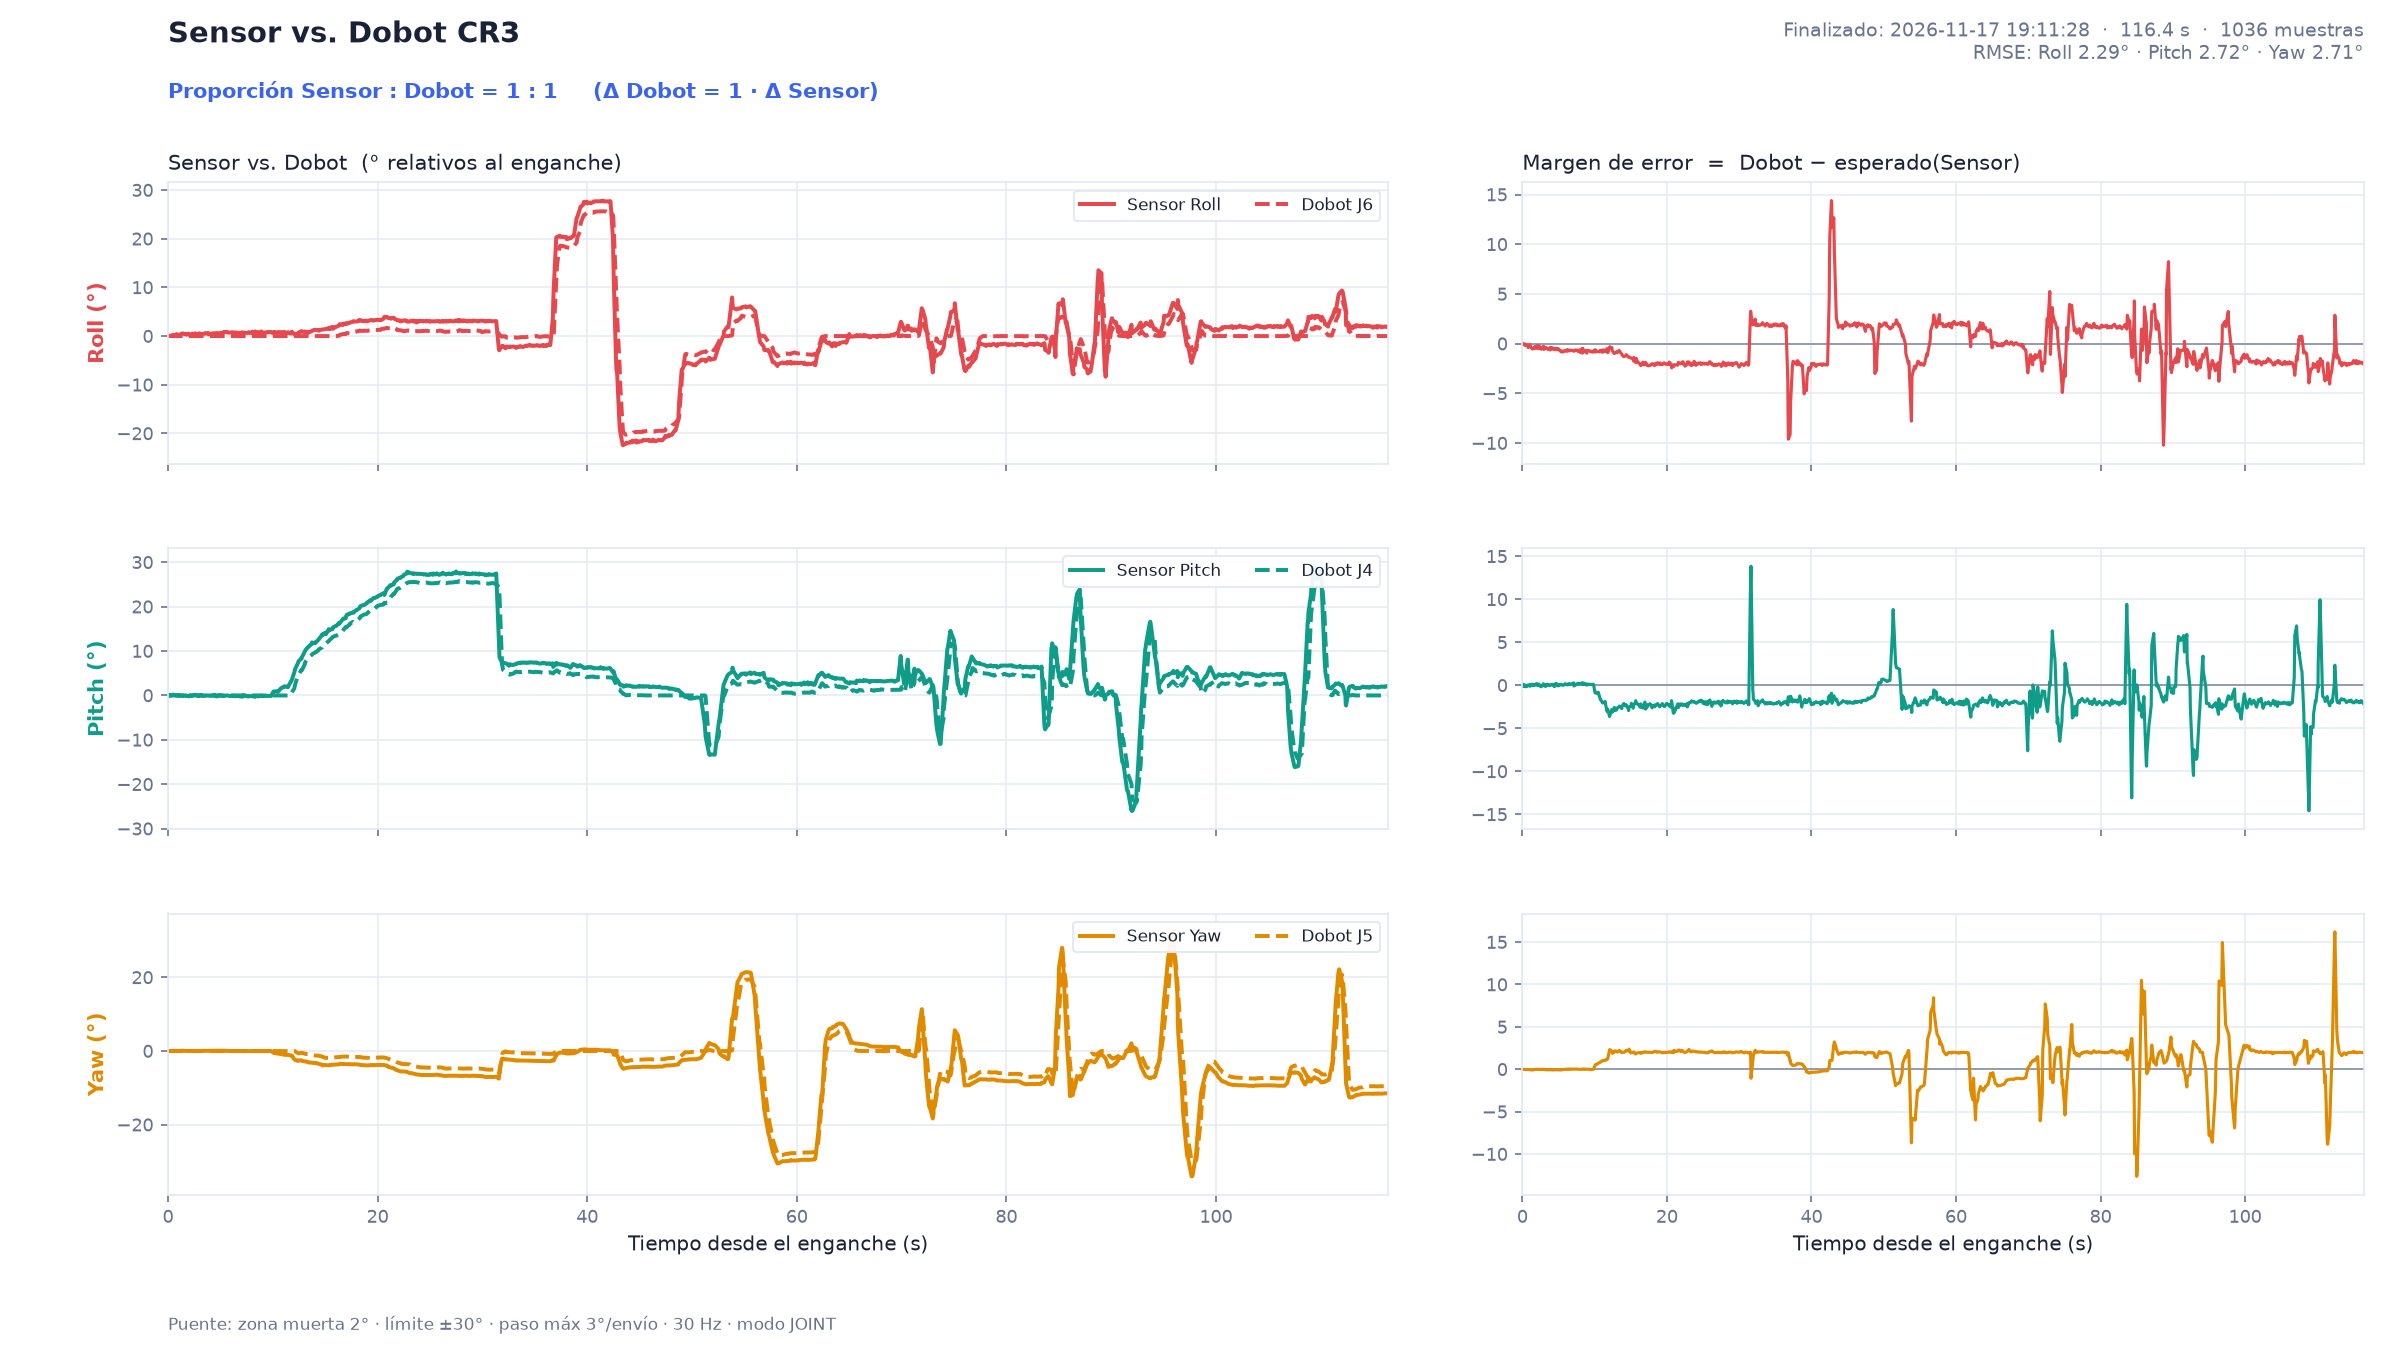 Sensor vs. Dobot CR3
Finalizado: 2026-11-17 19:11:28 · 116.4 s · 1036 muestras
RMSE: Roll 2.29° · Pitch 2.72° · Yaw 2.71°
Proporción Sensor : Dobot = 1 : 1 (Δ Dobot = 1 · Δ Sensor)
Sensor vs. Dobot (° relativos al enganche)
Roll (°)
30
20
10
0
−10
−20
Sensor Roll
Dobot J6
Margen de error = Dobot − esperado(Sensor)
15
10
5
0
−5
−10
Pitch (°)
30
20
10
0
−10
−20
−30
Sensor Pitch
Dobot J4
15
10
5
0
−5
−10
−15
Yaw (°)
20
0
−20
Sensor Yaw
Dobot J5
0 20 40 60 80 100
Tiempo desde el enganche (s)
15
10
5
0
−5
−10
0 20 40 60 80 100
Tiempo desde el enganche (s)
Puente: zona muerta 2° · límite ±30° · paso máx 3°/envío · 30 Hz · modo JOINT